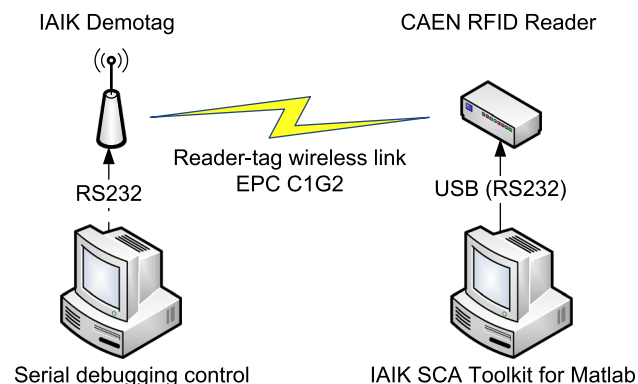 IAIK Demotag
CAEN RFID Reader
Reader-tag wireless link
EPC C1G2
RS232
USB (RS232)
Serial debugging control
IAIK SCA Toolkit for Matlab